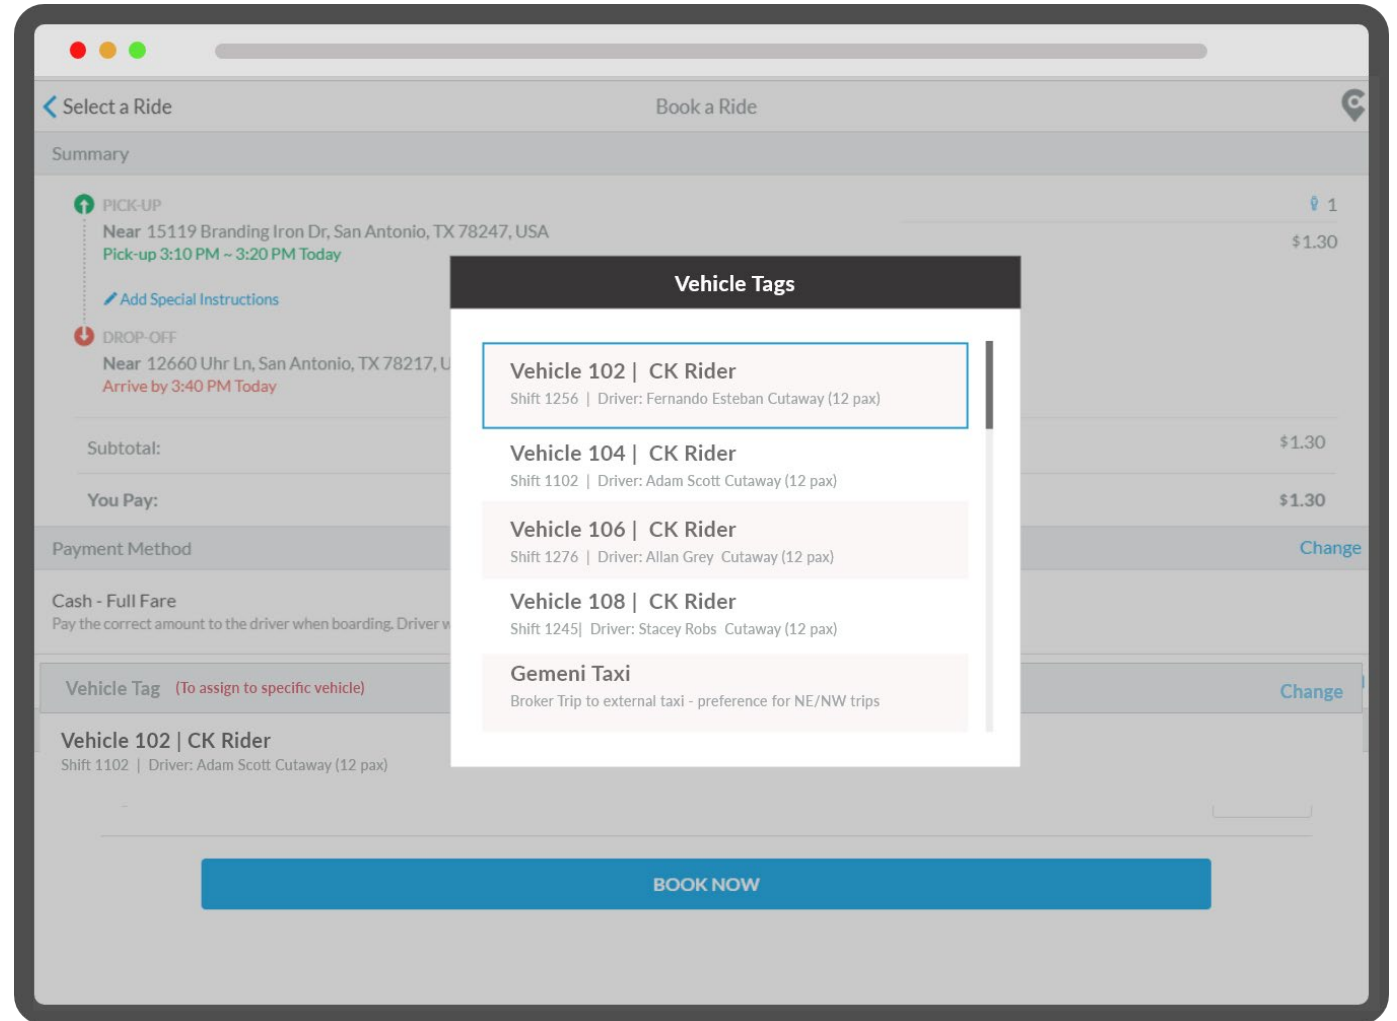 Select a Ride
Book a Ride
Summary
PICK-UP
1
Near 15119 Branding Iron Dr, San Antonio, TX 78247, USA
$1.30
Pick-up 3:10 PM ~ 3:20 PM Today
Add Special Instructions
DROP-OFF
Near 12660 Uhr Ln, San Antonio, TX 78217, U
Arrive by 3:40 PM Today
Subtotal:
$1.30
You Pay:
$1.30
Payment Method
Change
Cash - Full Fare
Pay the correct amount to the driver when boarding. Driver w
Vehicle Tag (To assign to specific vehicle)
Change
Vehicle 102 | CK Rider
Shift 1102 | Driver: Adam Scott Cutaway (12 pax)
BOOK NOW
Vehicle Tags
Vehicle 102 | CK Rider
Shift 1256 | Driver: Fernando Esteban Cutaway (12 pax)
Vehicle 104 | CK Rider
Shift 1102 | Driver: Adam Scott Cutaway (12 pax)
Vehicle 106 | CK Rider
Shift 1276 | Driver: Allan Grey Cutaway (12 pax)
Vehicle 108 | CK Rider
Shift 1245| Driver: Stacey Robs Cutaway (12 pax)
Gemeni Taxi
Broker Trip to external taxi - preference for NE/NW trips